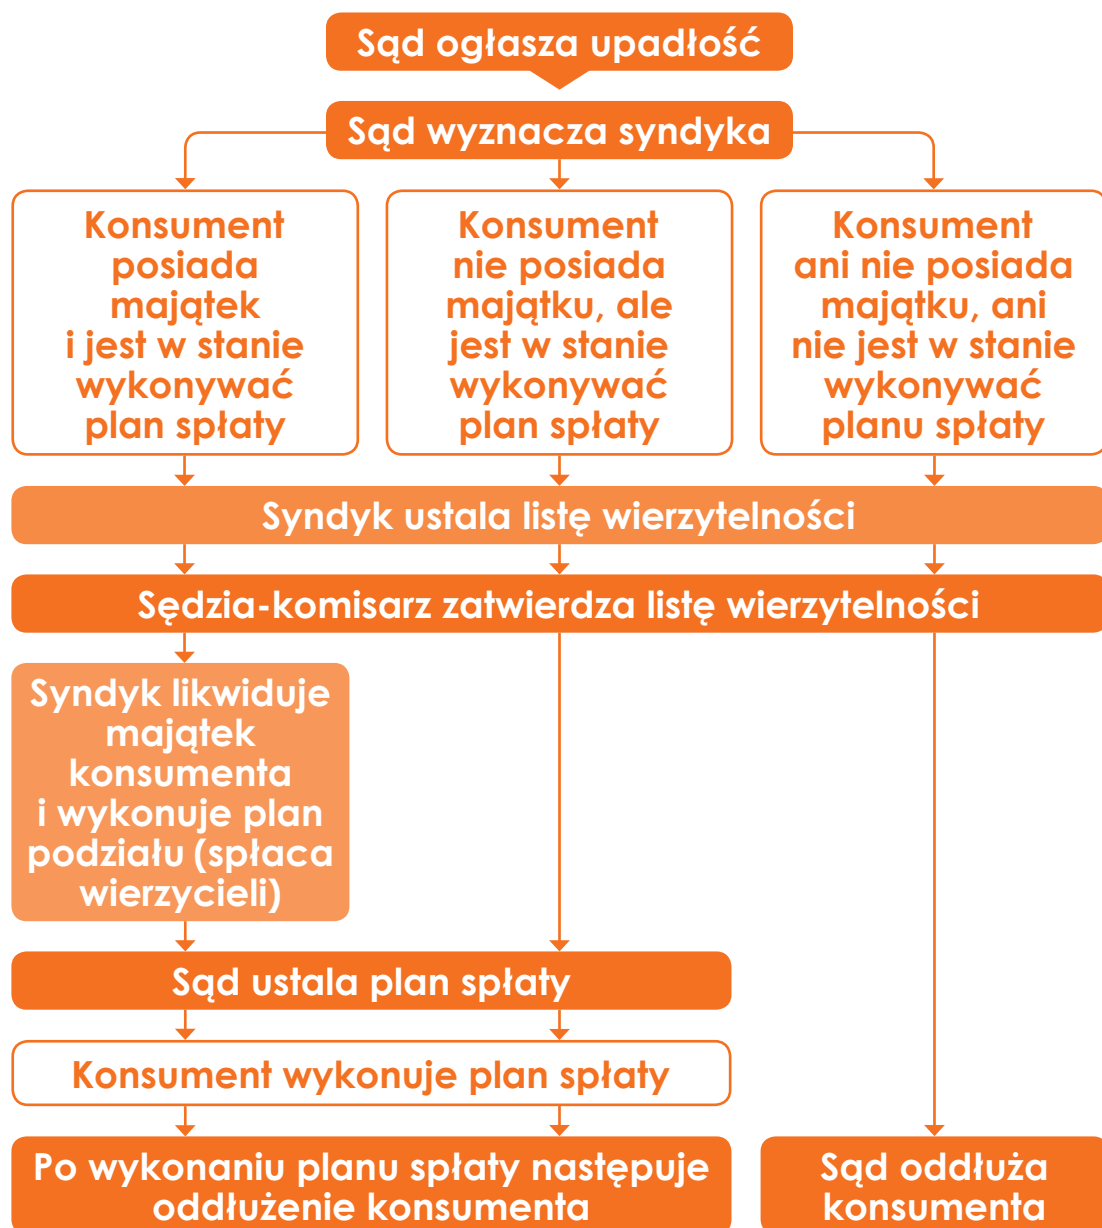 Sąd ogłasza upadłość
Sąd wyznacza syndyka
Konsument
posiada
majątek
i jest w stanie
wykonywać
plan spłaty
Konsument
nie posiada
majątku, ale
jest w stanie
wykonywać
plan spłaty
Konsument
ani nie posiada
majątku, ani
nie jest w stanie
wykonywać
planu spłaty
Syndyk ustala listę wierzytelności
Sędzia-komisarz zatwierdza listę wierzytelności
Syndyk likwiduje
majątek
konsumenta
i wykonuje plan
podziału (spłaca
wierzycieli)
Sąd ustala plan spłaty
Konsument wykonuje plan spłaty
Po wykonaniu planu spłaty następuje
oddłużenie konsumenta
Sąd oddłuża
konsumenta